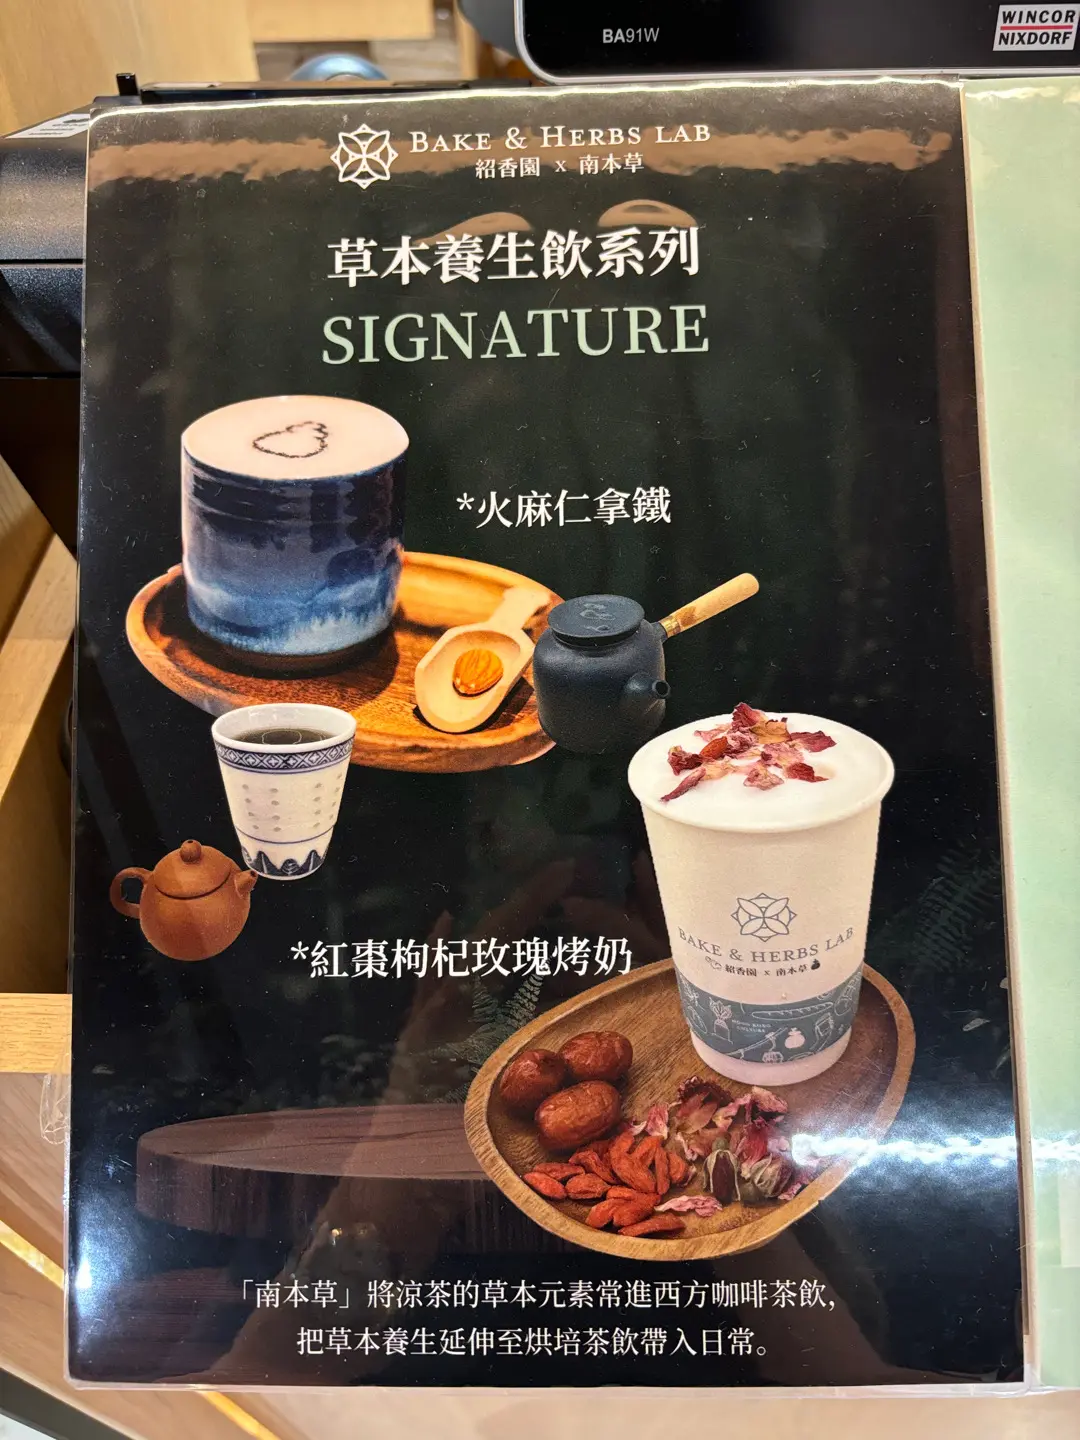 BA91W
WINCOR
NIXDORF
BAKE & HERBS LAB
紹香園 x 南本草
草本養生飲系列
SIGNATURE
*火麻仁拿鐵
*紅棗枸杞玫瑰烤奶
BAKE & HERBS LAB
紹香園 x 南本草
「南本草」將涼茶的草本元素常進西方咖啡茶飲,
把草本養生延伸至烘培茶飲帶入日常。